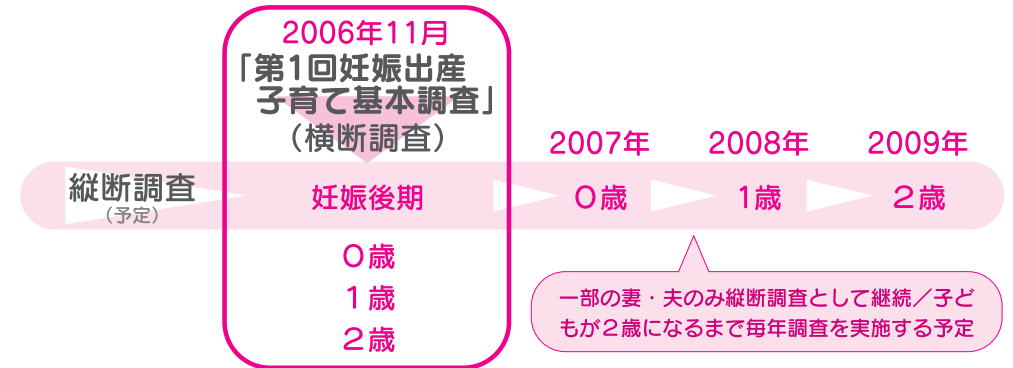 2006年11月
「第1回妊娠出産
子育て基本調査」
(横断調査)
2007年
2008年
2009年
縦断調査
(予定)
妊娠後期
0歳
1歳
2歳
0歳
1歳
2歳
一部の妻・夫のみ縦断調査として継続／子ど
もが2歳になるまで毎年調査を実施する予定